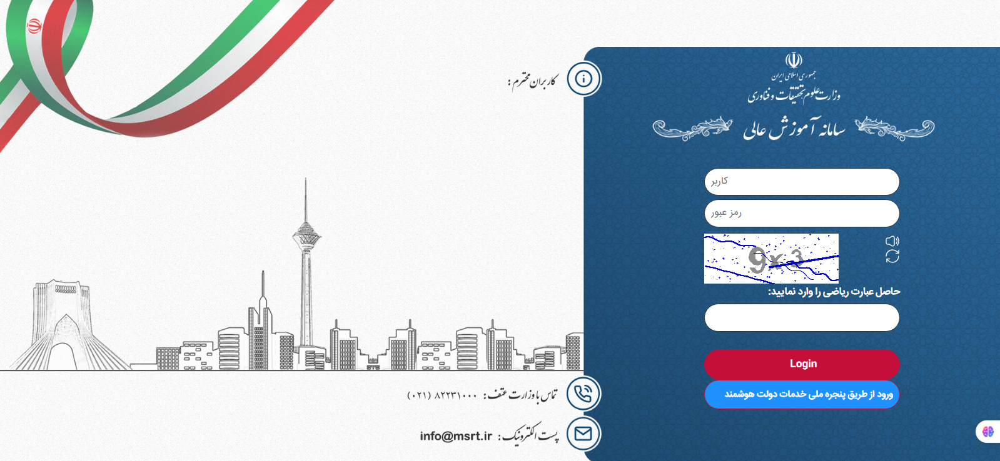 جمهوری اسلامی ایران
وزارت علوم تحقیقات و فناوری
سامانه آموزش عالی
کاربران محترم :
کاربر
رمز عبور
9x3
حاصل عبارت ریاضی را وارد نمایید:
Login
ورود از طریق پنجره ملی خدمات دولت هوشمند
تماس با وزارت عتف : ۸۲۲۳۱۰۰۰ (۰۲۱)
پست الکترونیک : info@msrt.ir